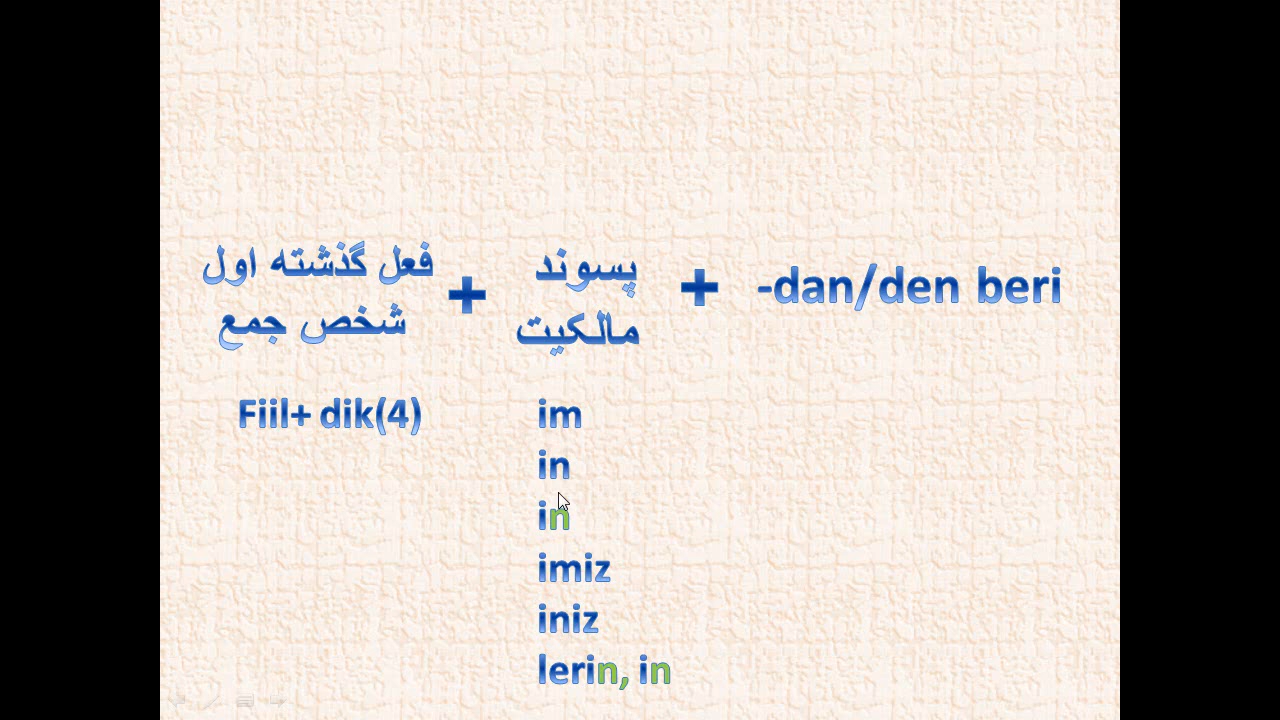 فعل گذشته اول
شخص جمع
+
پسوند
مالکیت
+
-dan/den beri
Fiil+ dik(4)
im
in
in
imiz
iniz
lerin, in